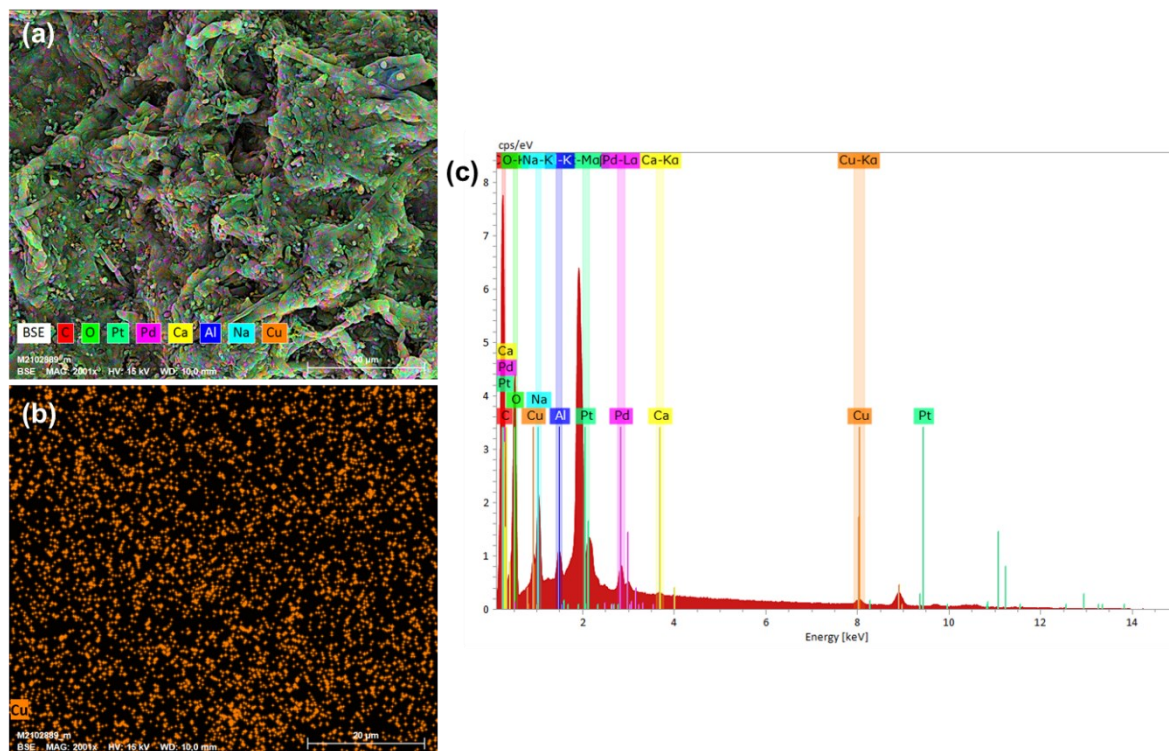 (a)
BSE C O Pt Pd Ca Al Na Cu
M2102889_m
BSE MAG: 2001x HV: 15 kV WD: 10,0 mm
20 µm
(b)
Cu
M2102889_m
BSE MAG: 2001x HV: 15 kV WD: 10,0 mm
20 µm
(c)
cps/eV
O-K Na-K -K -Mα Pd-Lα Ca-Kα Cu-Kα
8
7
6
5
4
3
2
1
0
Ca
Pd
Pt
O Na
C Cu Al Pt Pd Ca Cu Pt
2 4 6 8 10 12 14
Energy [keV]